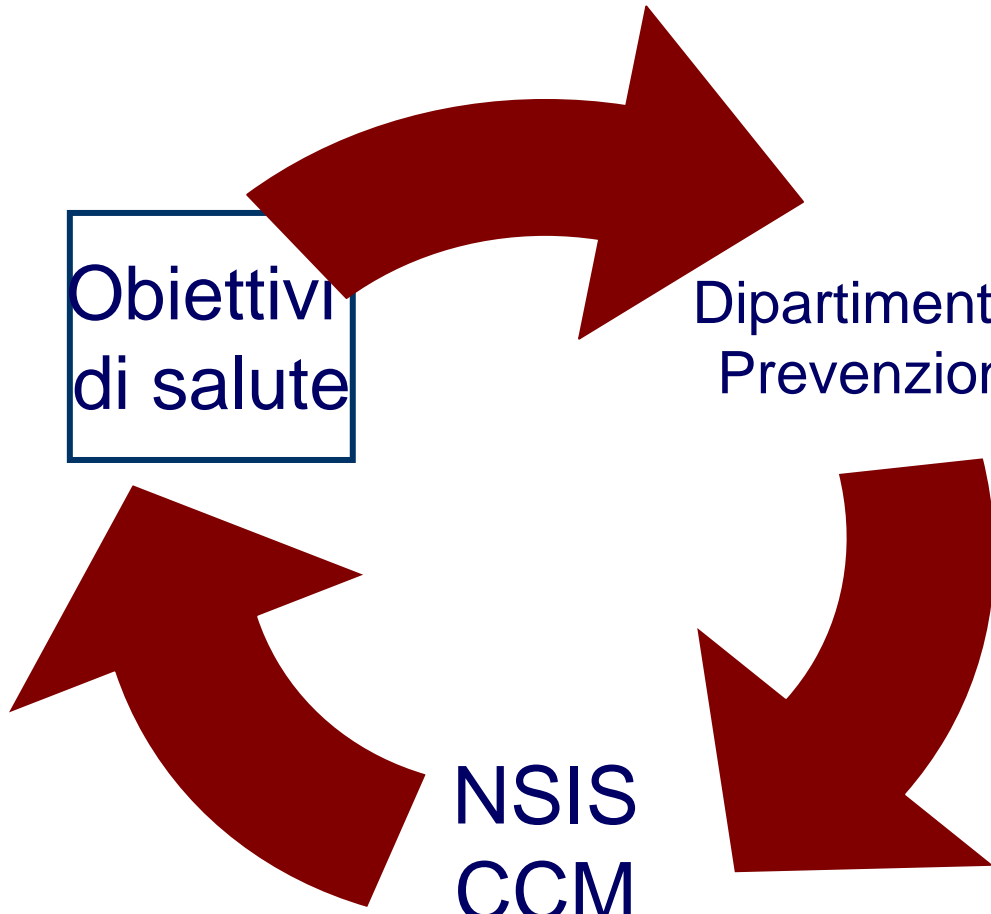 Obiettivi
di salute
Dipartiment
Prevenzion
NSIS
CCM